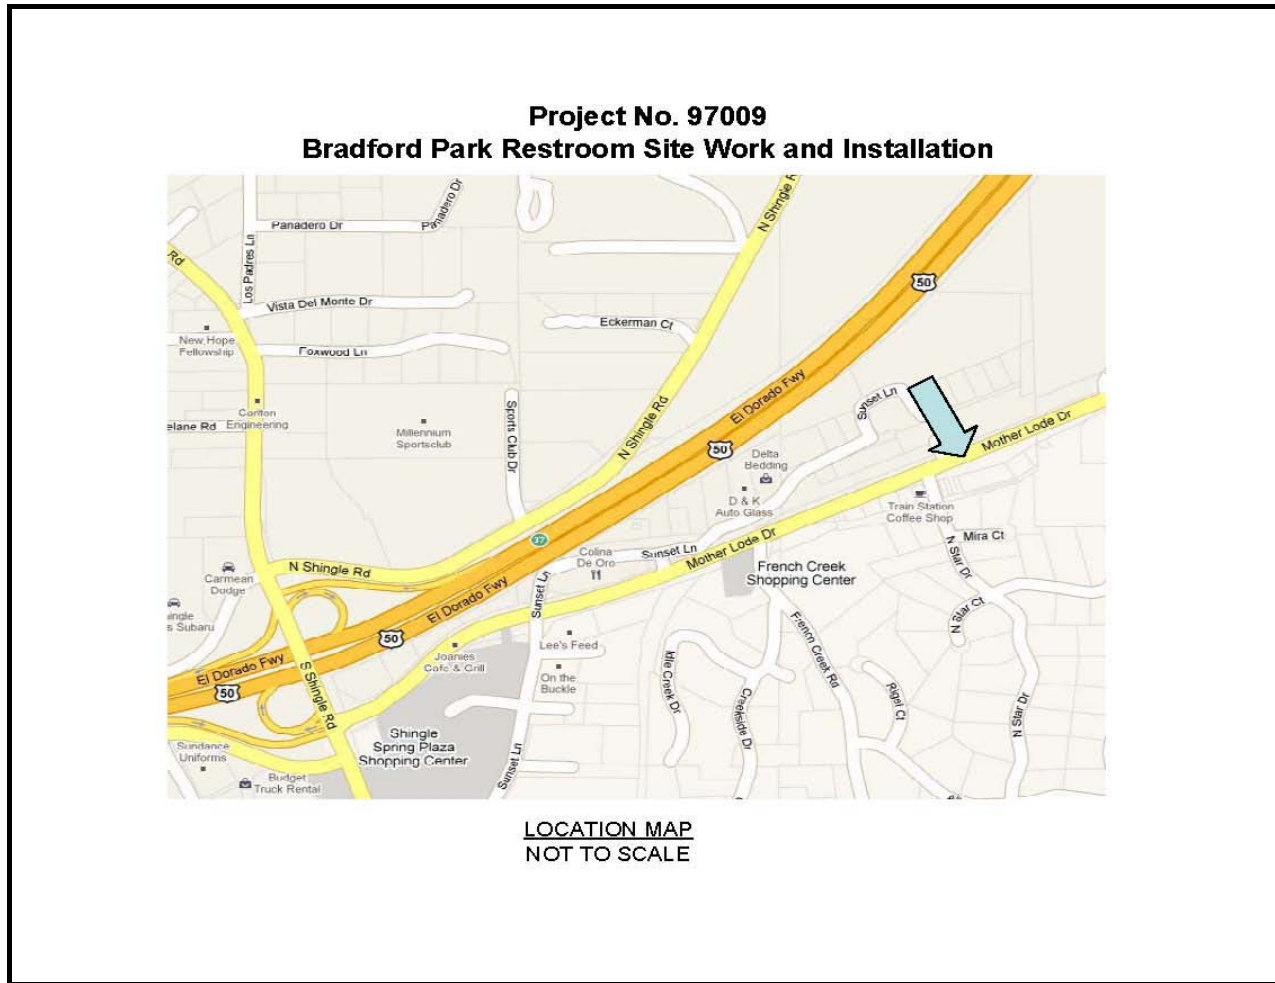 Project No. 97009
Bradford Park Restroom Site Work and Installation
Panadero Dr
Panadero Dr
N Shingle R
Rd
Los Padres Ln
50
Vista Del Monte Dr
Eckerman Ct
New Hope
Fellowship
Foxwood Ln
El Dorado Fwy
Sunset Ln
Carlton
Engineering
elane Rd
Millennium
Sportsclub
Sports Club Dr
N Shingle Rd
50
Mother Lode Dr
Delta
Bedding
D & K
Auto Glass
Train Station
Coffee Shop
37
Mira Ct
N Shingle Rd
Colina
De Oro
Sunset Ln
Mother Lode Dr
French Creek
Shopping Center
N Star Dr
Carmean
Dodge
ingle
s Subaru
El Dorado Fwy
Sunset Ln
N Star Ct
50
Lee's Feed
French Creek Rd
El Dorado Fwy
Joanies
Cafe & Grill
On the
Buckle
Idle Creek Dr
Creekside Dr
Rigel Ct
N Star Dr
50
S Shingle Rd
Shingle
Spring Plaza
Shopping Center
Sundance
Uniforms
Sunset Ln
Budget
Truck Rental
LOCATION MAP
NOT TO SCALE